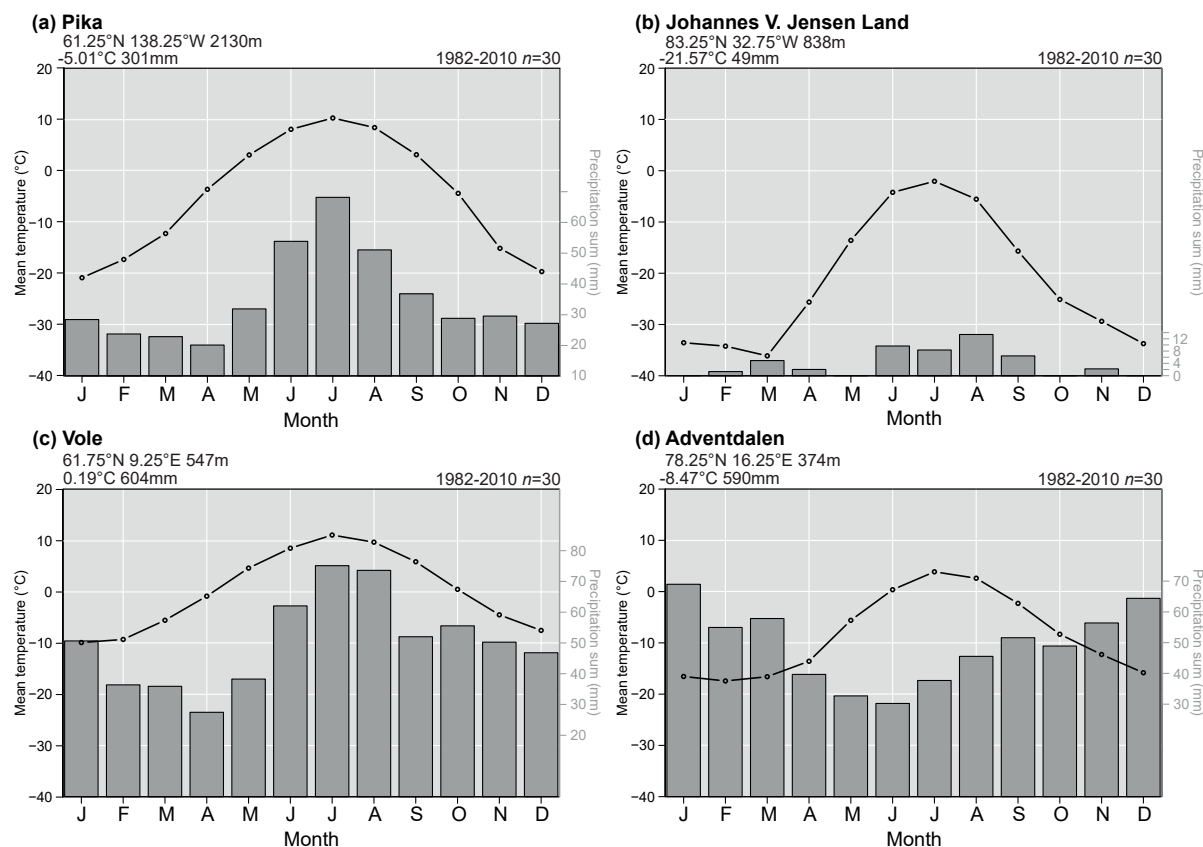 (a) Pika
61.25°N 138.25°W 2130m
-5.01°C 301mm 1982-2010 n=30
20
10
0
−10
−20
−30
−40
Mean temperature (°C)
60
50
40
30
20
10
Precipitation sum (mm)
J F M A M J J A S O N D
Month
(b) Johannes V. Jensen Land
83.25°N 32.75°W 838m
-21.57°C 49mm 1982-2010 n=30
20
10
0
−10
−20
−30
−40
Mean temperature (°C)
12
8
4
0
Precipitation sum (mm)
J F M A M J J A S O N D
Month
(c) Vole
61.75°N 9.25°E 547m
0.19°C 604mm 1982-2010 n=30
20
10
0
−10
−20
−30
−40
Mean temperature (°C)
80
70
60
50
40
30
20
Precipitation sum (mm)
J F M A M J J A S O N D
Month
(d) Adventdalen
78.25°N 16.25°E 374m
-8.47°C 590mm 1982-2010 n=30
20
10
0
−10
−20
−30
−40
Mean temperature (°C)
70
60
50
40
30
Precipitation sum (mm)
J F M A M J J A S O N D
Month